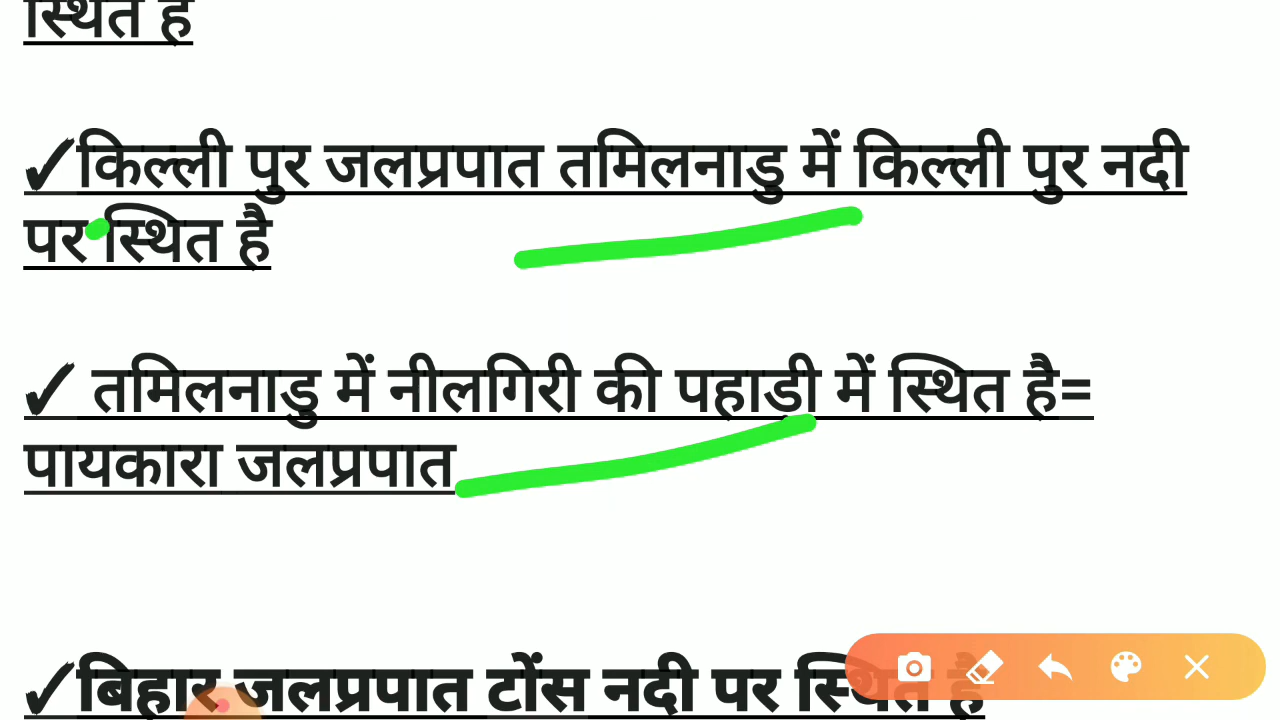 स्थित है
✓किल्ली पुर जलप्रपात तमिलनाडु में किल्ली पुर नदी
पर स्थित है
✓ तमिलनाडु में नीलगिरी की पहाडी में स्थित है=
पायकारा जलप्रपात
✓बिहार जलप्रपात टोंस नदी पर स्थित है